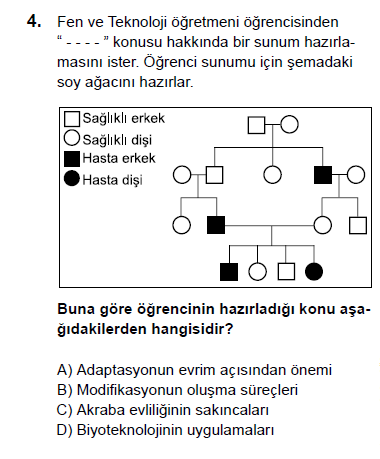 4. Fen ve Teknoloji öğretmeni öğrencisinden
“ - - - - ” konusu hakkında bir sunum hazırla-
masını ister. Öğrenci sunumu için şemadaki
soy ağacını hazırlar.
Sağlıklı erkek
Sağlıklı dişi
Hasta erkek
Hasta dişi
Buna göre öğrencinin hazırladığı konu aşa-
ğıdakilerden hangisidir?
A) Adaptasyonun evrim açısından önemi
B) Modifikasyonun oluşma süreçleri
C) Akraba evliliğinin sakıncaları
D) Biyoteknolojinin uygulamaları